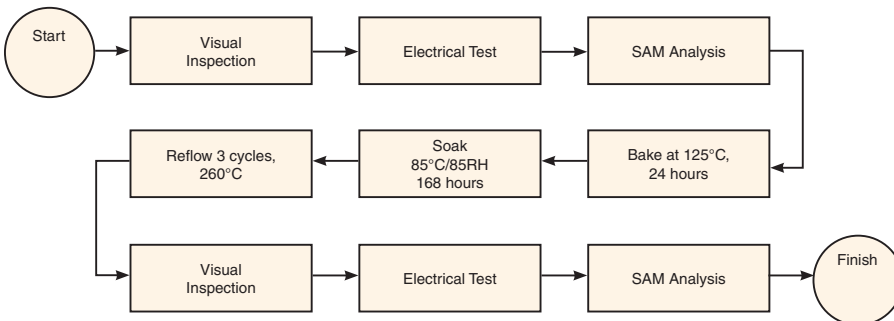 Start
Visual
Inspection
Electrical Test
SAM Analysis
Reflow 3 cycles,
260°C
Soak
85°C/85RH
168 hours
Bake at 125°C,
24 hours
Visual
Inspection
Electrical Test
SAM Analysis
Finish